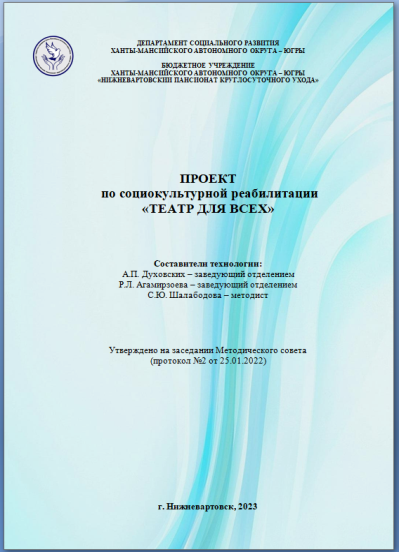 ДЕПАРТАМЕНТ СОЦИАЛЬНОГО РАЗВИТИЯ
ХАНТЫ-МАНСИЙСКОГО АВТОНОМНОГО ОКРУГА – ЮГРЫ
БЮДЖЕТНОЕ УЧРЕЖДЕНИЕ
ХАНТЫ-МАНСИЙСКОГО АВТОНОМНОГО ОКРУГА – ЮГРЫ
«НИЖНЕВАРТОВСКИЙ ПАНСИОНАТ КРУГЛОСУТОЧНОГО УХОДА»
ПРОЕКТ
по социокультурной реабилитации
«ТЕАТР ДЛЯ ВСЕХ»
Составители технологии:
А.П. Духовских – заведующий отделением
Р.Л. Агамирзоева – заведующий отделением
С.Ю. Шалабодова – методист
Утверждено на заседании Методического совета
(протокол №2 от 25.01.2022)
г. Нижневартовск, 2023